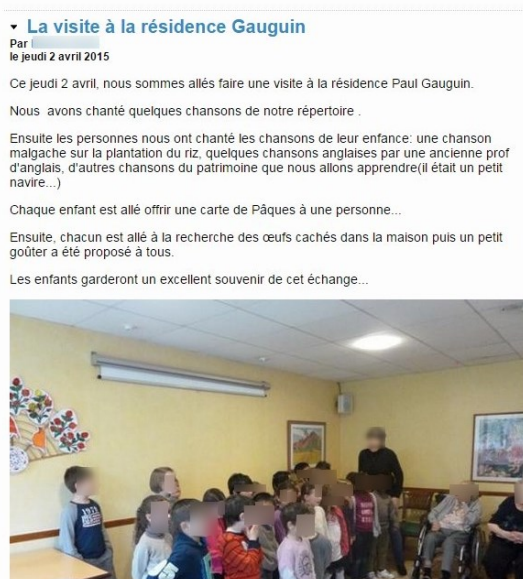 La visite à la résidence Gauguin
Par
le jeudi 2 avril 2015
Ce jeudi 2 avril, nous sommes allés faire une visite à la résidence Paul Gauguin.
Nous  avons chanté quelques chansons de notre répertoire .
Ensuite les personnes nous ont chanté les chansons de leur enfance: une chanson
malgache sur la plantation du riz, quelques chansons anglaises par une ancienne prof
d'anglais, d'autres chansons du patrimoine que nous allons apprendre(il était un petit
navire...)
Chaque enfant est allé offrir une carte de Pâques à une personne...
Ensuite, chacun est allé à la recherche des œufs cachés dans la maison puis un petit
goûter a été proposé à tous.
Les enfants garderont un excellent souvenir de cet échange...